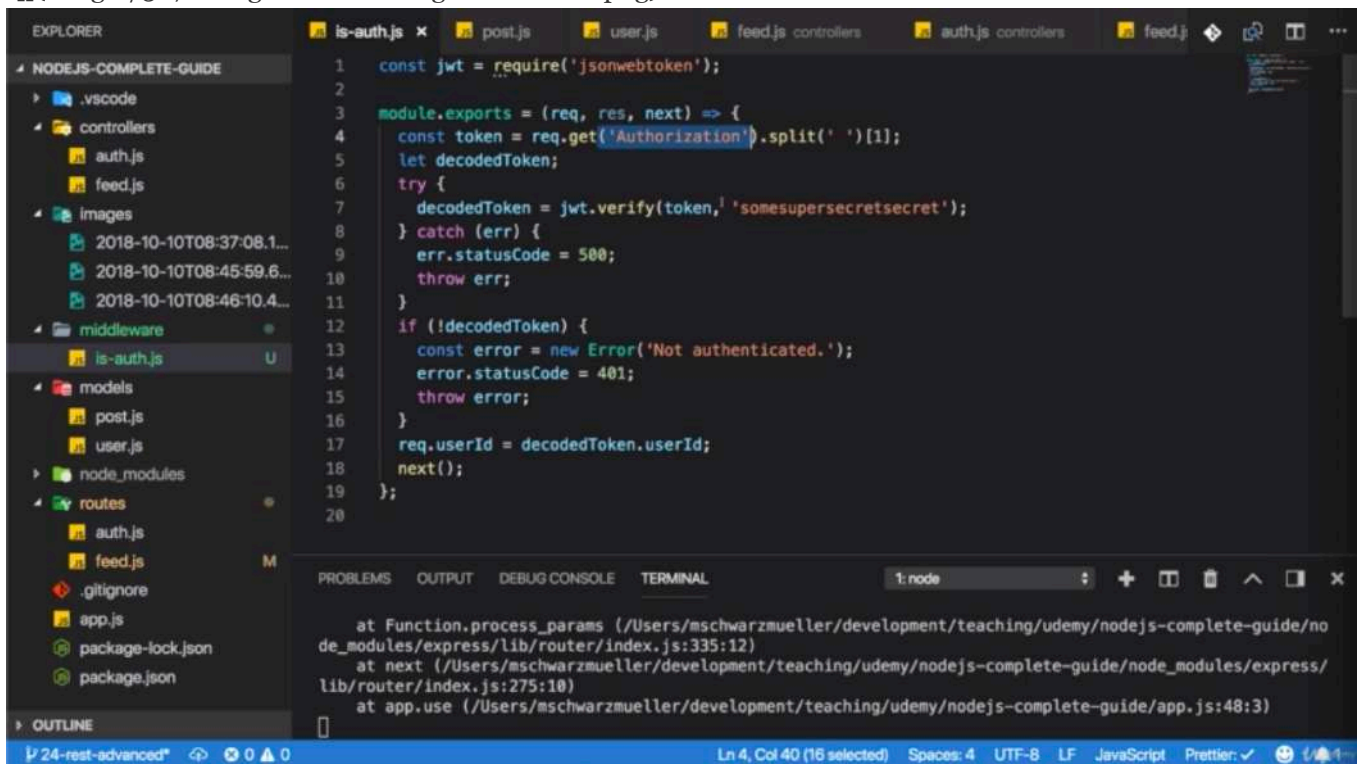 EXPLORER
is-auth.js × post.js user.js feed.js controllers auth.js controllers feed.js
NODEJS-COMPLETE-GUIDE
.vscode
controllers
auth.js
feed.js
images
2018-10-10T08:37:08.1...
2018-10-10T08:45:59.6...
2018-10-10T08:46:10.4...
middleware
is-auth.js U
models
post.js
user.js
node_modules
routes
auth.js
feed.js M
.gitignore
app.js
package-lock.json
package.json
OUTLINE
1 const jwt = require('jsonwebtoken');
2
3 module.exports = (req, res, next) => {
4 const token = req.get('Authorization').split(' ')[1];
5 let decodedToken;
6 try {
7 decodedToken = jwt.verify(token, 'somesupersecretsecret');
8 } catch (err) {
9 err.statusCode = 500;
10 throw err;
11 }
12 if (!decodedToken) {
13 const error = new Error('Not authenticated.');
14 error.statusCode = 401;
15 throw error;
16 }
17 req.userId = decodedToken.userId;
18 next();
19 };
20
PROBLEMS OUTPUT DEBUG CONSOLE TERMINAL 1: node
at Function.process_params (/Users/mschwarzmueller/development/teaching/udemy/nodejs-complete-guide/no
de_modules/express/lib/router/index.js:335:12)
at next (/Users/mschwarzmueller/development/teaching/udemy/nodejs-complete-guide/node_modules/express/
lib/router/index.js:275:10)
at app.use (/Users/mschwarzmueller/development/teaching/udemy/nodejs-complete-guide/app.js:48:3)
24-rest-advanced* 0 0 Ln 4, Col 40 (16 selected) Spaces: 4 UTF-8 LF JavaScript Prettier: ✓